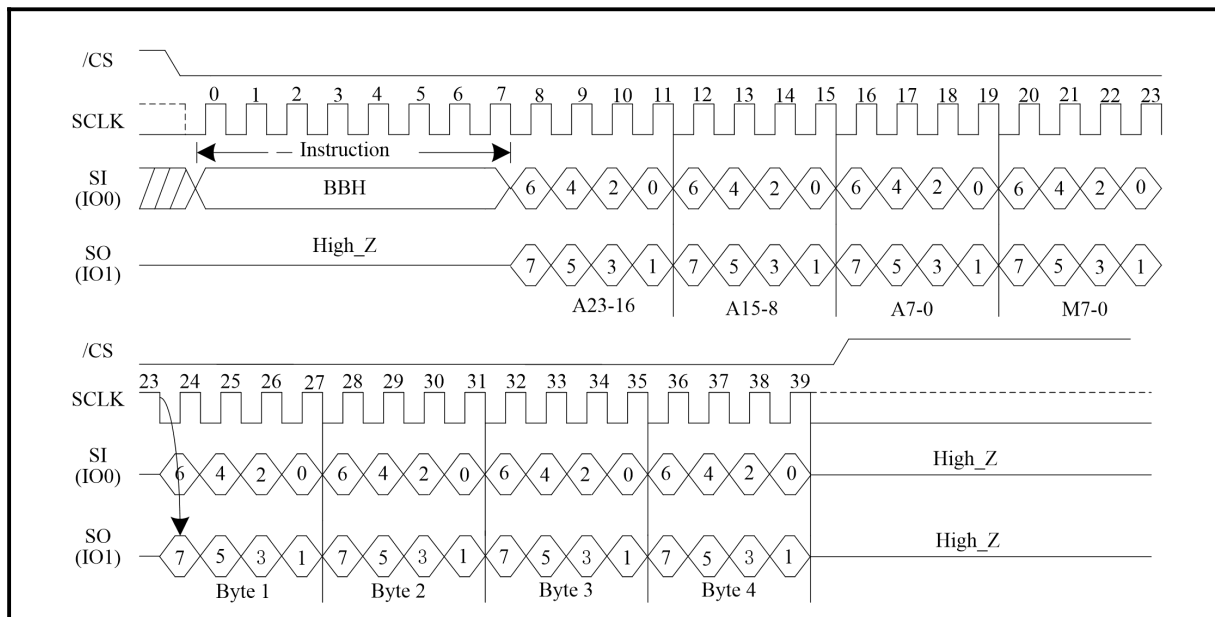 /CS
0 1 2 3 4 5 6 7 8 9 10 11 12 13 14 15 16 17 18 19 20 21 22 23
SCLK
Instruction
SI
(IO0)
BBH 6 4 2 0 6 4 2 0 6 4 2 0 6 4 2 0
SO
(IO1)
High_Z 7 5 3 1 7 5 3 1 7 5 3 1 7 5 3 1
A23-16 A15-8 A7-0 M7-0
/CS
23 24 25 26 27 28 29 30 31 32 33 34 35 36 37 38 39
SCLK
SI
(IO0)
6 4 2 0 6 4 2 0 6 4 2 0 6 4 2 0 High_Z
SO
(IO1)
7 5 3 1 7 5 3 1 7 5 3 1 7 5 3 1 High_Z
Byte 1 Byte 2 Byte 3 Byte 4